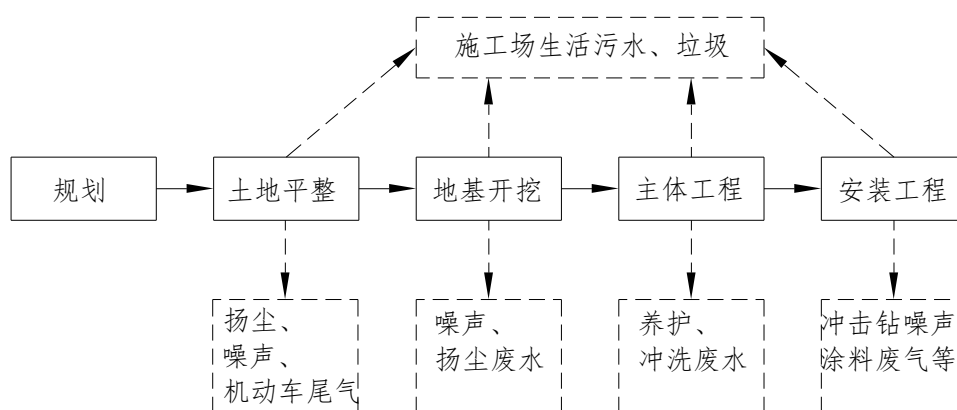 施工场生活污水、垃圾
规划
土地平整
地基开挖
主体工程
安装工程
扬尘、
噪声、
机动车尾气
噪声、
扬尘废水
养护、
冲洗废水
冲击钻噪声
涂料废气等